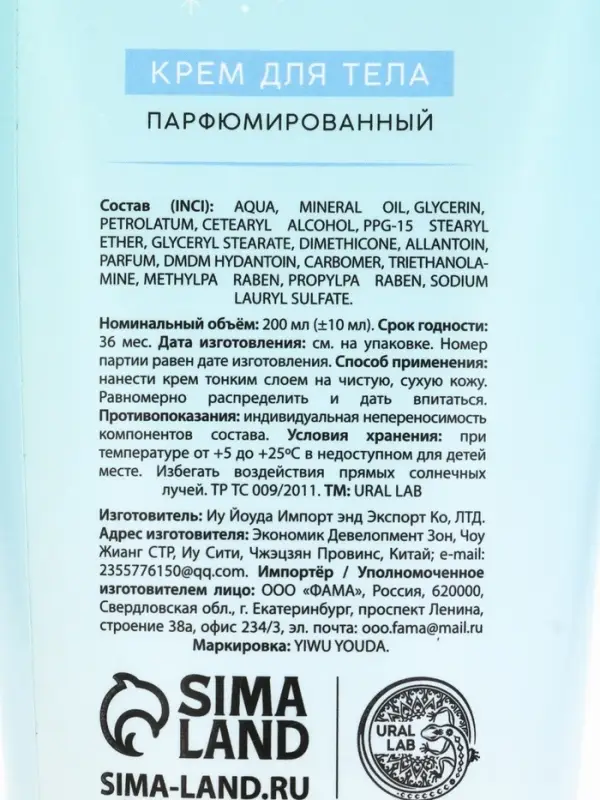 КРЕМ ДЛЯ ТЕЛА
ПАРФЮМИРОВАННЫЙ
Состав (INCI): AQUA, MINERAL OIL, GLYCERIN,
PETROLATUM, CETEARYL ALCOHOL, PPG-15 STEARYL
ETHER, GLYCERYL STEARATE, DIMETHICONE, ALLANTOIN,
PARFUM, DMDM HYDANTOIN, CARBOMER, TRIETHANOLA-
MINE, METHYLPA RABEN, PROPYLPA RABEN, SODIUM
LAURYL SULFATE.
Номинальный объём: 200 мл (±10 мл). Срок годности:
36 мес. Дата изготовления: см. на упаковке. Номер
партии равен дате изготовления. Способ применения:
нанести крем тонким слоем на чистую, сухую кожу.
Равномерно распределить и дать впитаться.
Противопоказания: индивидуальная непереносимость
компонентов состава. Условия хранения: при
температуре от +5 до +25ºС в недоступном для детей
месте. Избегать воздействия прямых солнечных
лучей. ТР ТС 009/2011. ТМ: URAL LAB
Изготовитель: Иу Йоуда Импорт энд Экспорт Ко, ЛТД.
Адрес изготовителя: Экономик Девелопмент Зон, Чоу
Жианг СТР, Иу Сити, Чжэцзян Провинс, Китай; e-mail:
2355776150@qq.com. Импортёр / Уполномоченное
изготовителем лицо: ООО «ФАМА», Россия, 620000,
Свердловская обл., г. Екатеринбург, проспект Ленина,
строение 38а, офис 234/3, эл. почта: ooo.fama@mail.ru
Маркировка: YIWU YOUDA.
SIMA
LAND
SIMA-LAND.RU
URAL
LAB